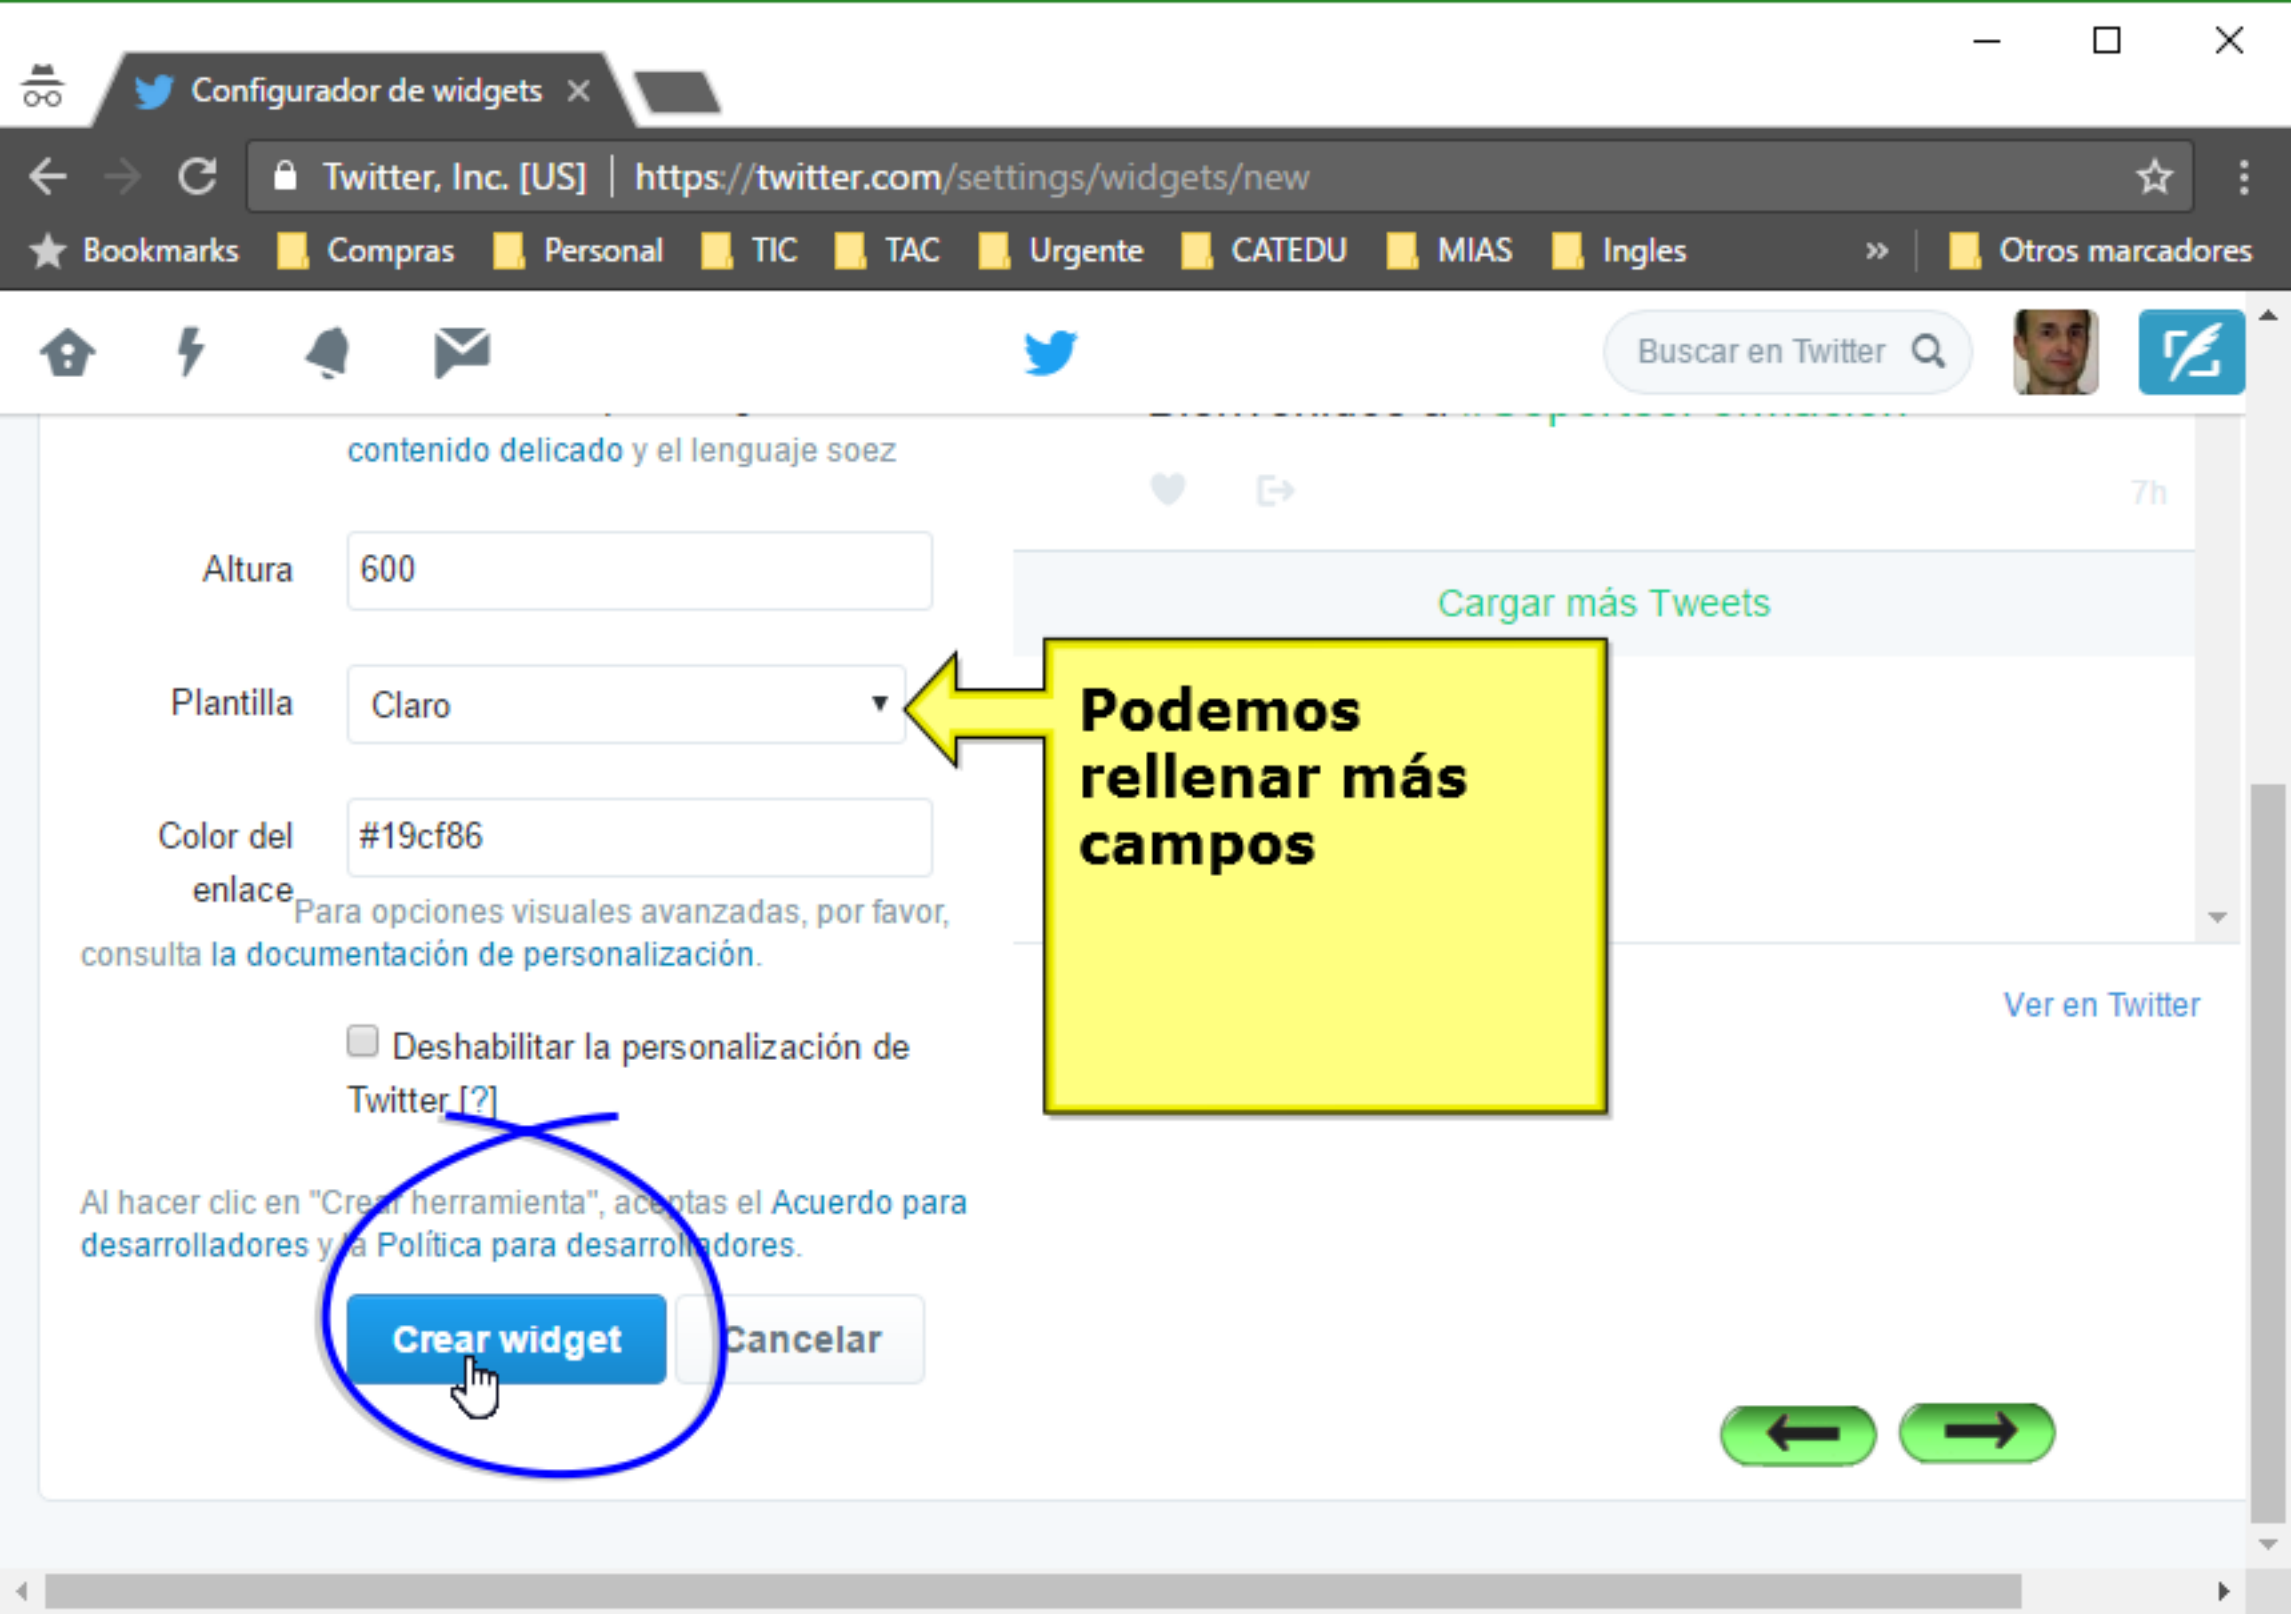 Configurador de widgets
Twitter, Inc. [US] | https://twitter.com/settings/widgets/new
Bookmarks Compras Personal TIC TAC Urgente CATEDU MIAS Ingles » Otros marcadores
Buscar en Twitter
contenido delicado y el lenguaje soez
7h
Altura 600
Cargar más Tweets
Plantilla Claro
Podemos
rellenar más
campos
Color del #19cf86
enlace
Para opciones visuales avanzadas, por favor,
consulta la documentación de personalización.
Ver en Twitter
Deshabilitar la personalización de
Twitter [?]
Al hacer clic en "Crear herramienta", aceptas el Acuerdo para
desarrolladores y la Política para desarrolladores.
Crear widget Cancelar